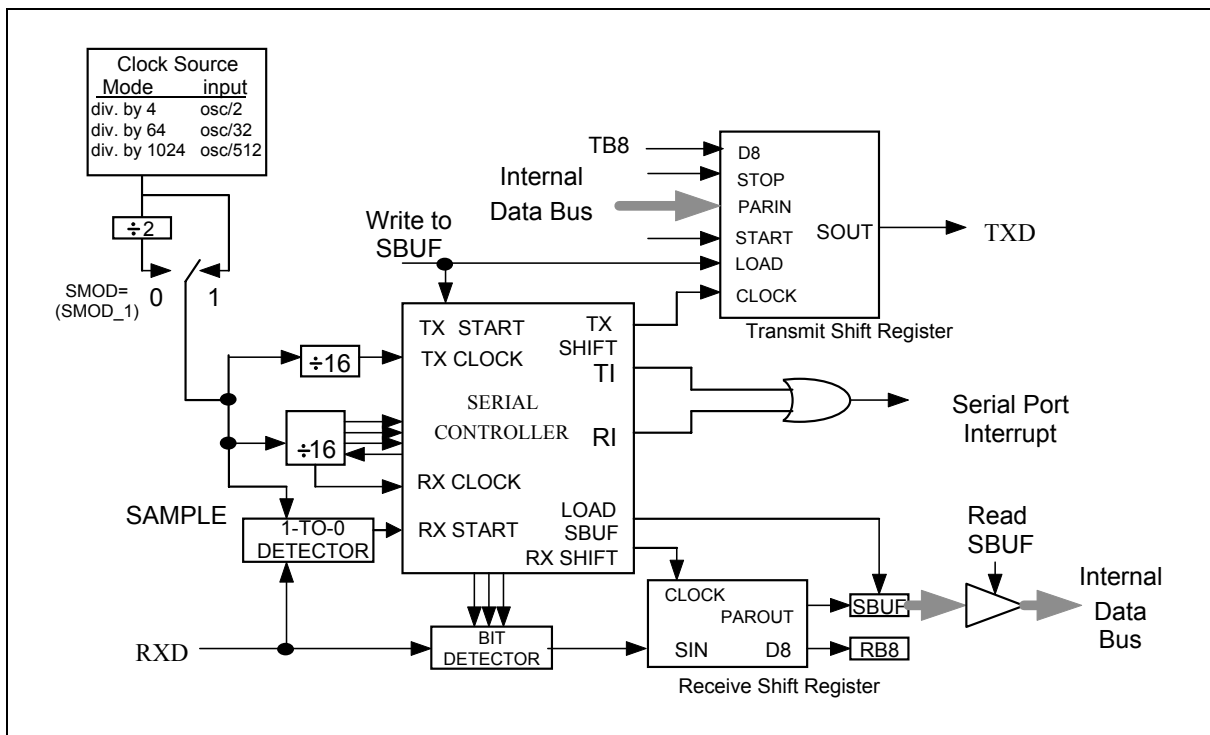 Clock Source
Mode input
div. by 4 osc/2
div. by 64 osc/32
div. by 1024 osc/512
÷2
SMOD=
(SMOD_1)
0 1
TB8
Internal
Data Bus
D8
STOP
PARIN
START
LOAD
CLOCK
SOUT
TXD
Transmit Shift Register
Write to
SBUF
÷16
÷16
TX START
TX CLOCK
SERIAL
CONTROLLER
RX CLOCK
RX START
TX
SHIFT
TI
RI
LOAD
SBUF
RX SHIFT
Serial Port
Interrupt
SAMPLE
1-TO-0
DETECTOR
RXD
BIT
DETECTOR
CLOCK
PAROUT
SIN D8
Receive Shift Register
SBUF
RB8
Read
SBUF
Internal
Data
Bus